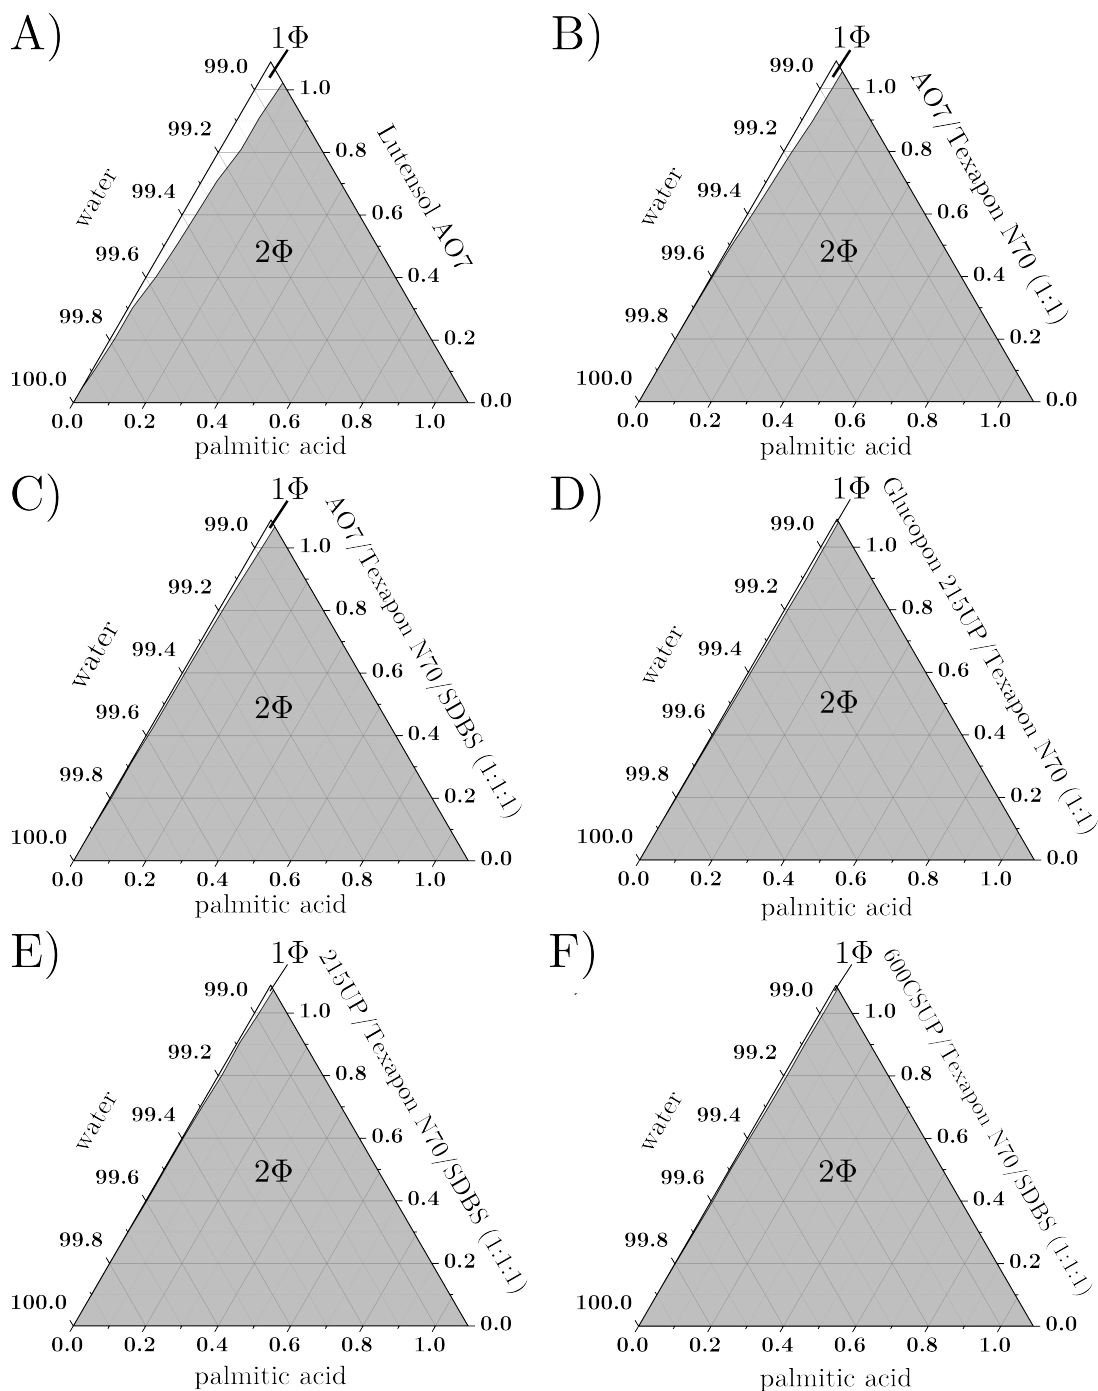 A)
1Φ
99.0
1.0
99.2
0.8
99.4
0.6
99.6
0.4
99.8
0.2
100.0
0.0
water
Lutensol AO7
2Φ
0.0 0.2 0.4 0.6 0.8 1.0
palmitic acid
B)
1Φ
99.0
1.0
99.2
0.8
99.4
0.6
99.6
0.4
99.8
0.2
100.0
0.0
water
AO7/Texapon N70 (1:1)
2Φ
0.0 0.2 0.4 0.6 0.8 1.0
palmitic acid
C)
1Φ
99.0
1.0
99.2
0.8
99.4
0.6
99.6
0.4
99.8
0.2
100.0
0.0
water
AO7/Texapon N70/SDBS (1:1:1)
2Φ
0.0 0.2 0.4 0.6 0.8 1.0
palmitic acid
D)
1Φ
99.0
1.0
99.2
0.8
99.4
0.6
99.6
0.4
99.8
0.2
100.0
0.0
water
Glucopon 215UP/Texapon N70 (1:1)
2Φ
0.0 0.2 0.4 0.6 0.8 1.0
palmitic acid
E)
1Φ
99.0
1.0
99.2
0.8
99.4
0.6
99.6
0.4
99.8
0.2
100.0
0.0
water
215UP/Texapon N70/SDBS (1:1:1)
2Φ
0.0 0.2 0.4 0.6 0.8 1.0
palmitic acid
F)
1Φ
99.0
1.0
99.2
0.8
99.4
0.6
99.6
0.4
99.8
0.2
100.0
0.0
water
600CSUP/Texapon N70/SDBS (1:1:1)
2Φ
0.0 0.2 0.4 0.6 0.8 1.0
palmitic acid